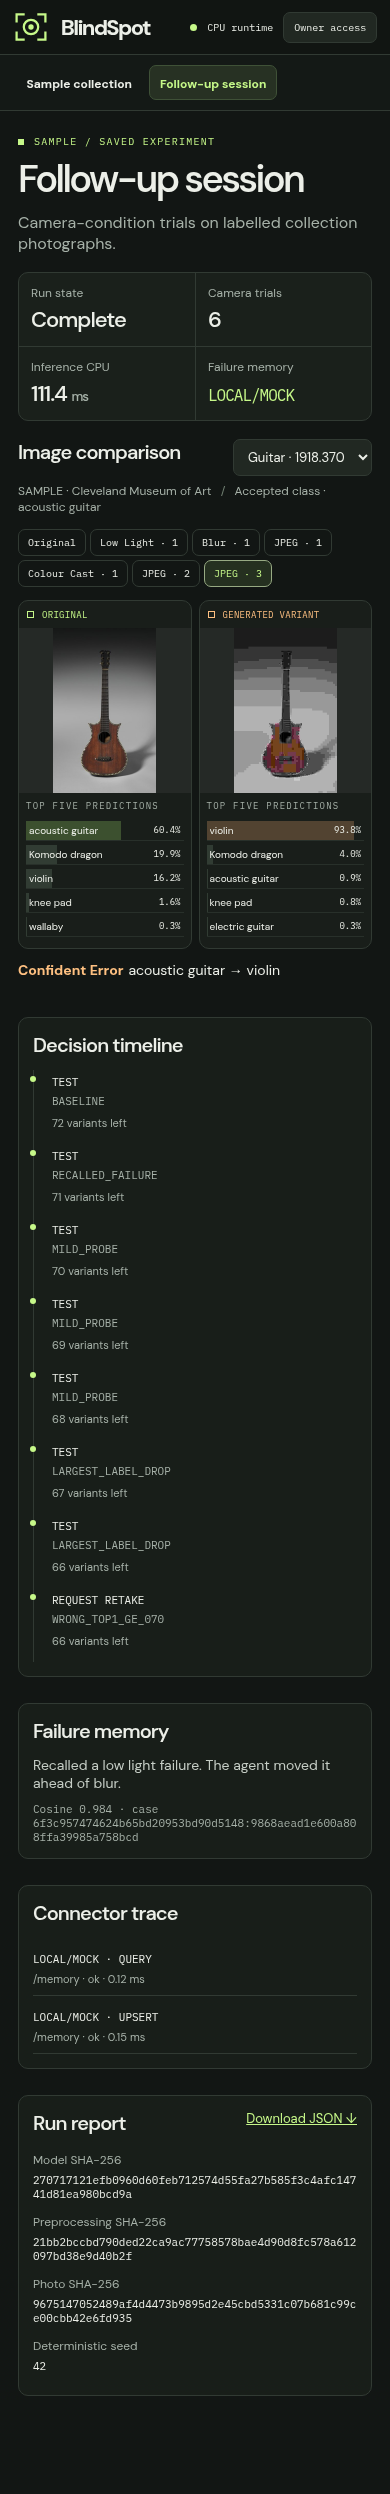 BlindSpot
CPU runtime
Owner access
Sample collection
Follow-up session
SAMPLE / SAVED EXPERIMENT
Follow-up session
Camera-condition trials on labelled collection
photographs.
Run state
Complete
Camera trials
6
Inference CPU
111.4 ms
Failure memory
LOCAL/MOCK
Image comparison
Guitar · 1918.370
SAMPLE · Cleveland Museum of Art / Accepted class ·
acoustic guitar
Original
Low Light · 1
Blur · 1
JPEG · 1
Colour Cast · 1
JPEG · 2
JPEG · 3
ORIGINAL
TOP FIVE PREDICTIONS
acoustic guitar 60.4%
Komodo dragon 19.9%
violin 16.2%
knee pad 1.6%
wallaby 0.3%
GENERATED VARIANT
TOP FIVE PREDICTIONS
violin 93.8%
Komodo dragon 4.0%
acoustic guitar 0.9%
knee pad 0.8%
electric guitar 0.3%
Confident Error acoustic guitar → violin
Decision timeline
TEST
BASELINE
72 variants left
TEST
RECALLED_FAILURE
71 variants left
TEST
MILD_PROBE
70 variants left
TEST
MILD_PROBE
69 variants left
TEST
MILD_PROBE
68 variants left
TEST
LARGEST_LABEL_DROP
67 variants left
TEST
LARGEST_LABEL_DROP
66 variants left
REQUEST RETAKE
WRONG_TOP1_GE_070
66 variants left
Failure memory
Recalled a low light failure. The agent moved it
ahead of blur.
Cosine 0.984 · case
6f3c957474624b65bd20953bd90d5148:9868aead1e600a80
8ffa39985a758bcd
Connector trace
LOCAL/MOCK · QUERY
/memory · ok · 0.12 ms
LOCAL/MOCK · UPSERT
/memory · ok · 0.15 ms
Run report
Download JSON ↓
Model SHA-256
270717121efb0960d60feb712574d55fa27b585f3c4afc147
41d81ea980bcd9a
Preprocessing SHA-256
21bb2bccbd790ded22ca9ac77758578bae4d90d8fc578a612
097bd38e9d40b2f
Photo SHA-256
9675147052489af4d4473b9895d2e45cbd5331c07b681c99c
e00cbb42e6fd935
Deterministic seed
42